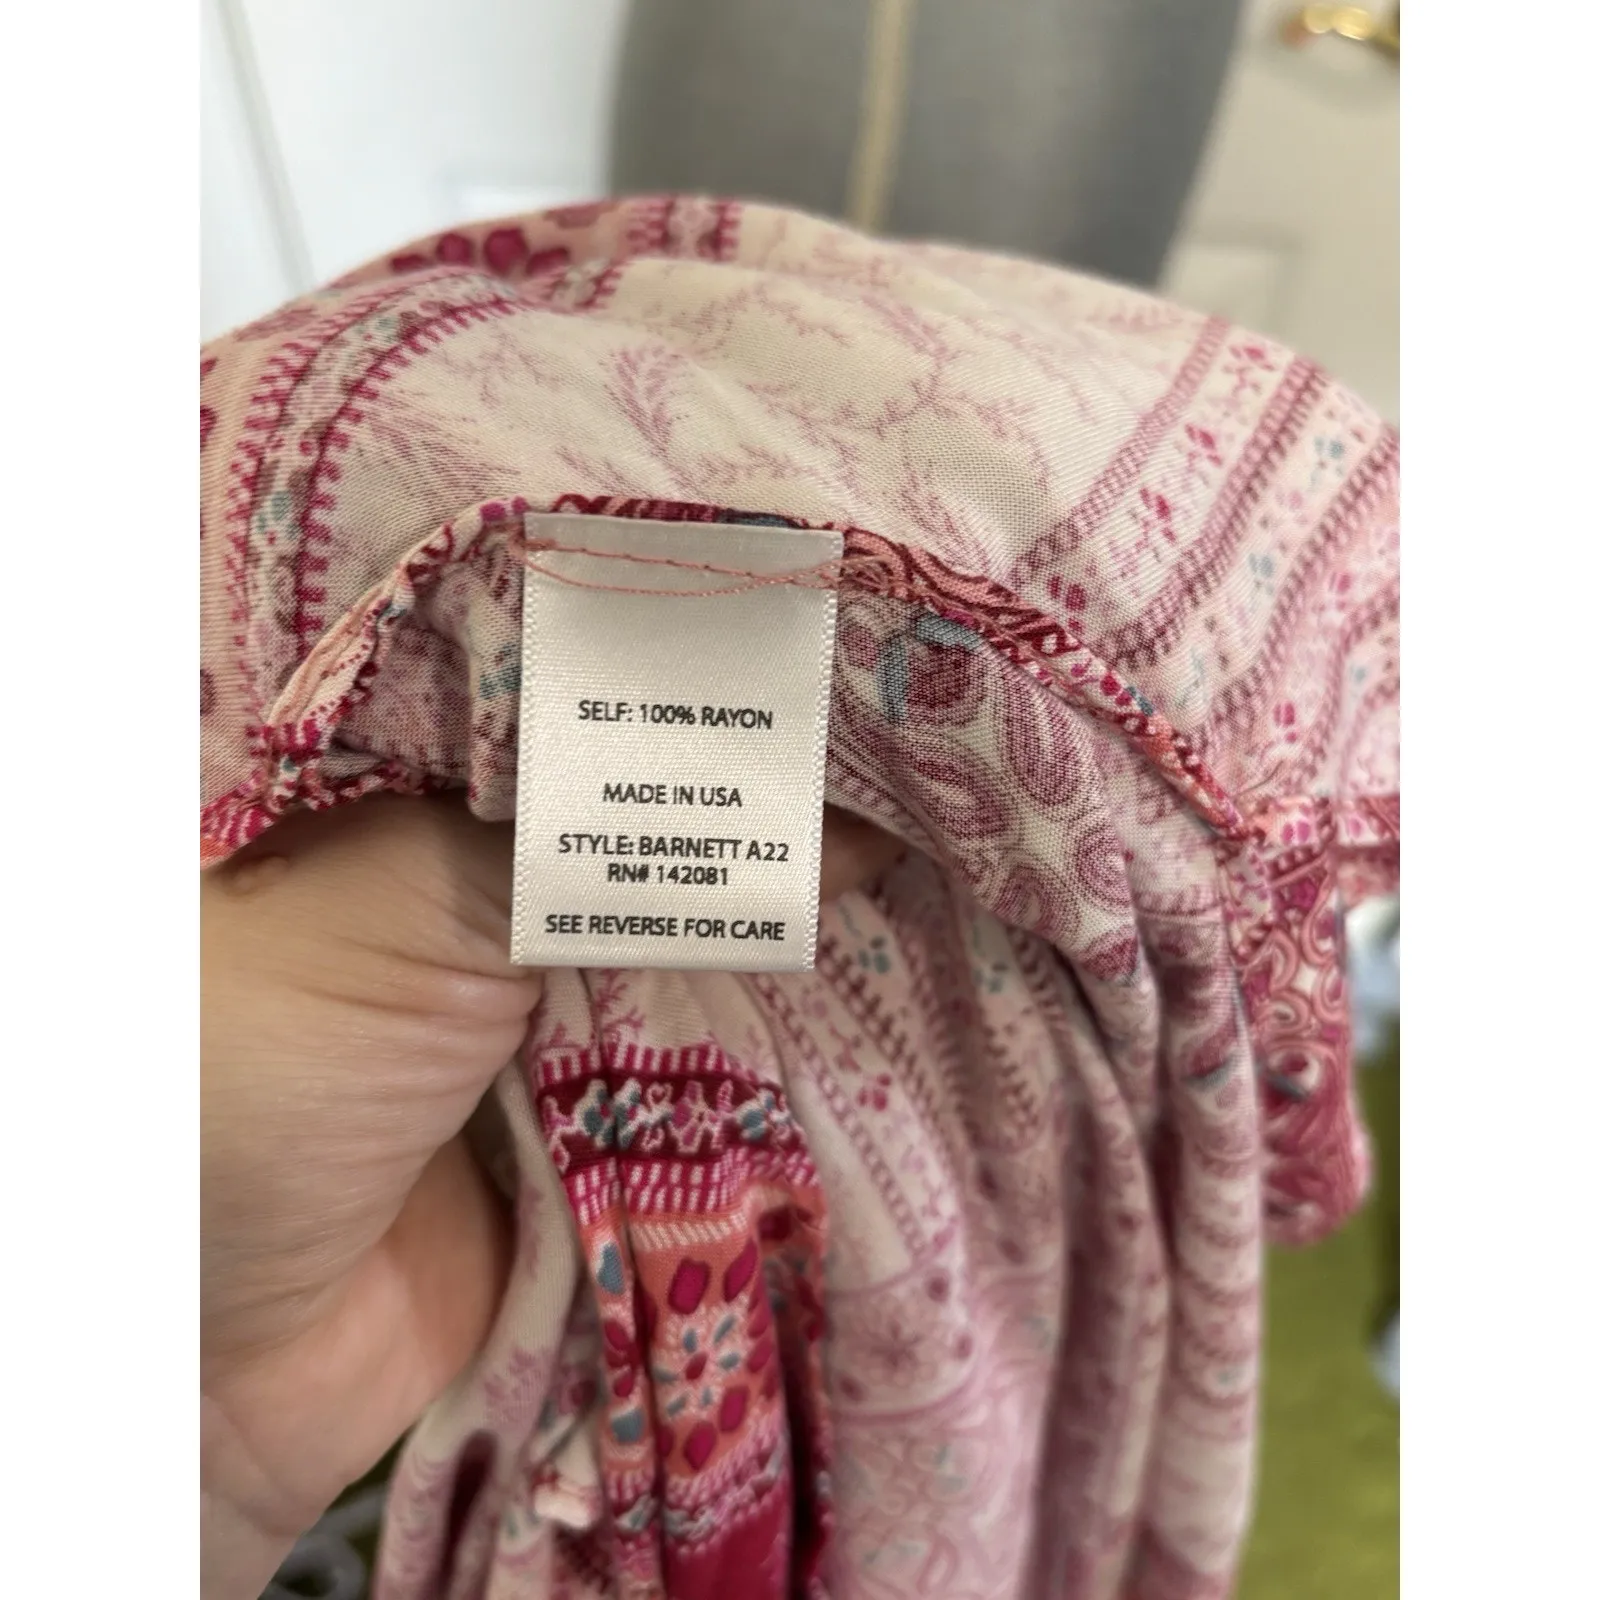 SELF: 100% RAYON
MADE IN USA
STYLE: BARNETT A22
RN# 142081
SEE REVERSE FOR CARE